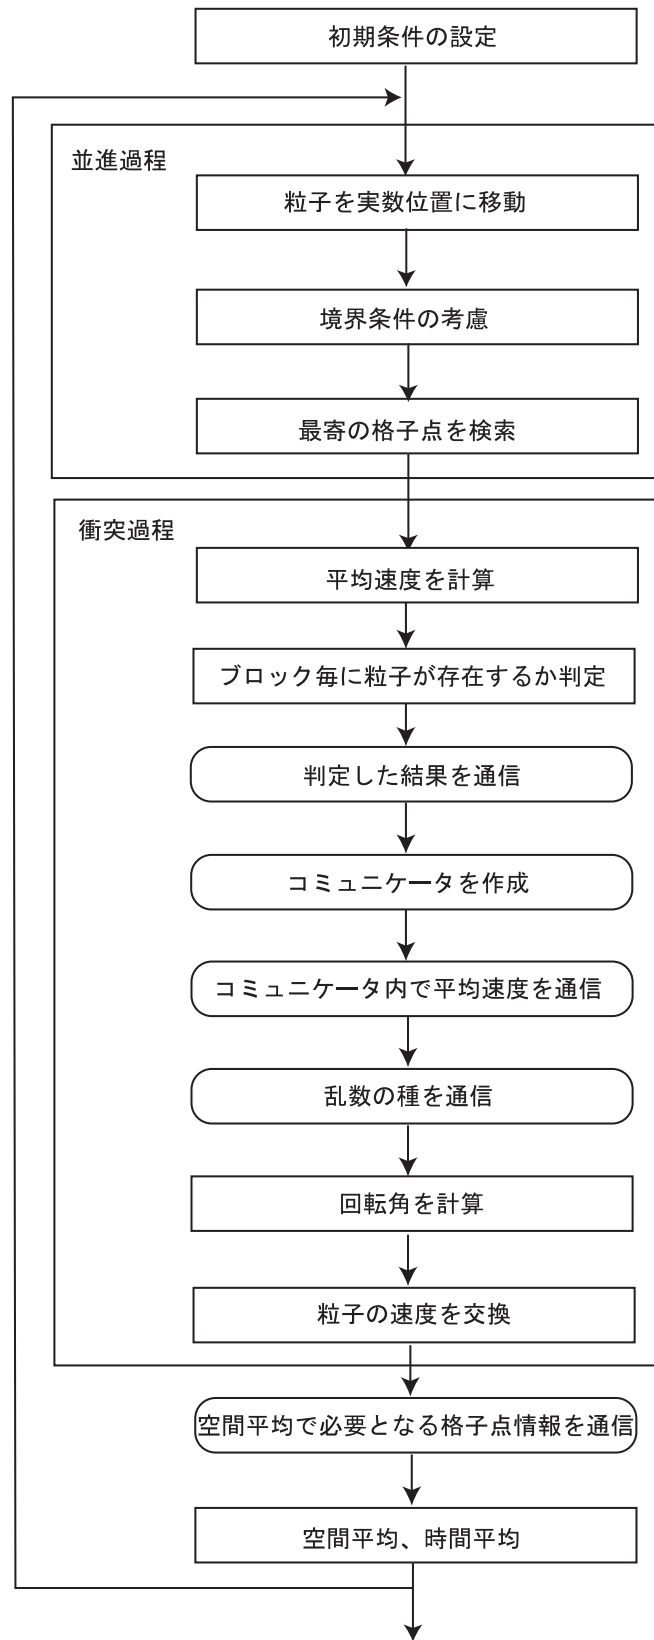 初期条件の設定
並進過程
粒子を実数位置に移動
境界条件の考慮
最寄の格子点を検索
衝突過程
平均速度を計算
ブロック毎に粒子が存在するか判定
判定した結果を通信
コミュニケータを作成
コミュニケータ内で平均速度を通信
乱数の種を通信
回転角を計算
粒子の速度を交換
空間平均で必要となる格子点情報を通信
空間平均、時間平均